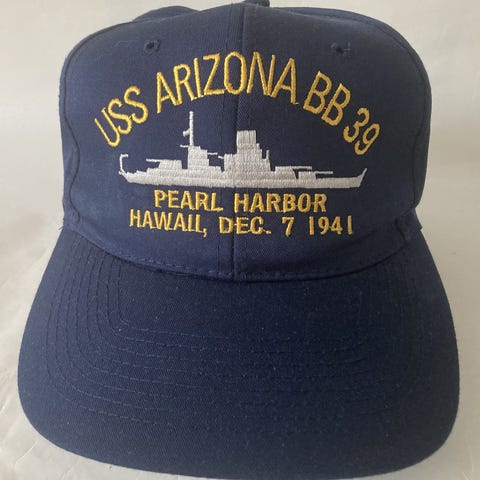 USS ARIZONA BB 39
PEARL HARBOR
HAWAII, DEC. 7 1941